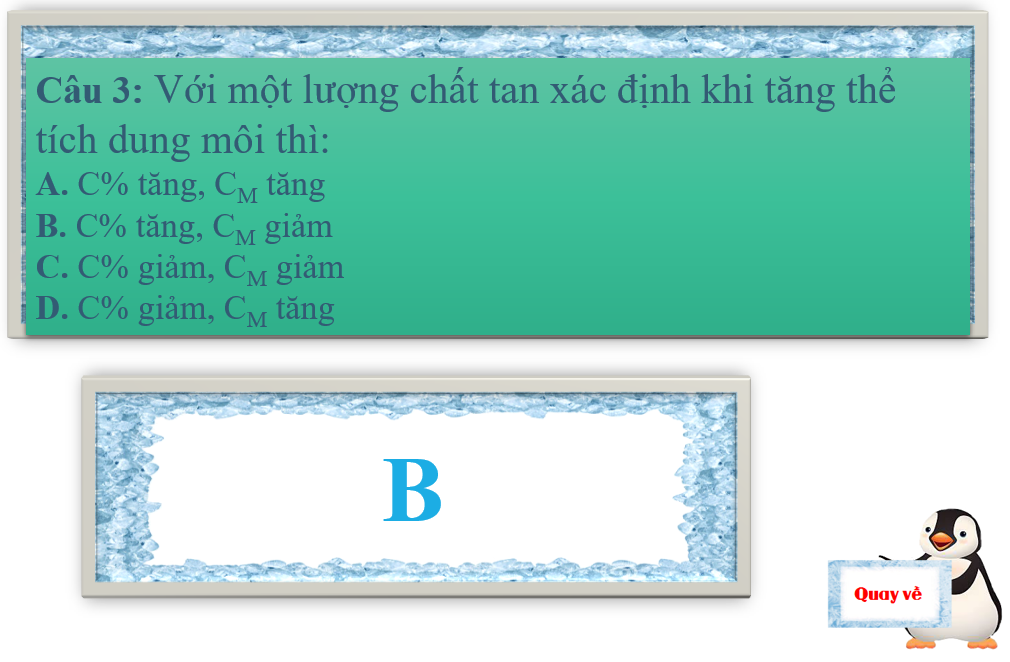 Câu 3: Với một lượng chất tan xác định khi tăng thể
tích dung môi thì:
A. C% tăng, CM tăng
B. C% tăng, CM giảm
C. C% giảm, CM giảm
D. C% giảm, CM tăng
B
Quay về